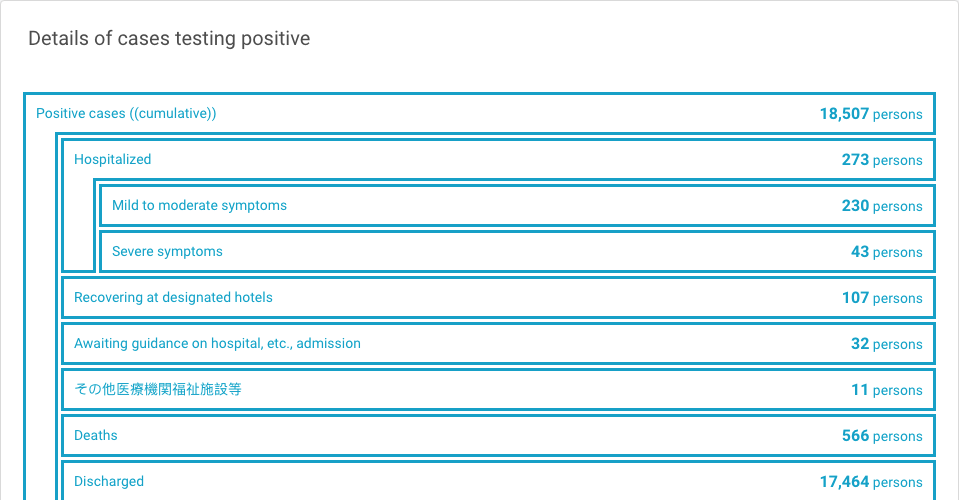 Details of cases testing positive
Positive cases ((cumulative)) 18,507 persons
Hospitalized 273 persons
Mild to moderate symptoms 230 persons
Severe symptoms 43 persons
Recovering at designated hotels 107 persons
Awaiting guidance on hospital, etc., admission 32 persons
その他医療機関福祉施設等 11 persons
Deaths 566 persons
Discharged 17,464 persons